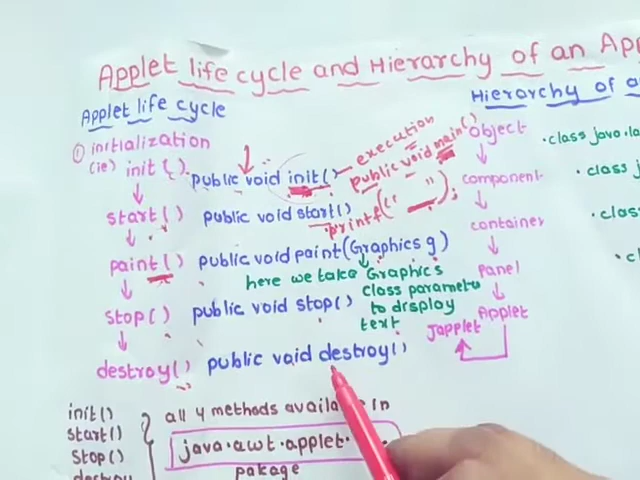 Applet life cycle and Hierarchy of an
Applet life cycle
① initialization
(ie) init().
public void init()
execution
public void main()
printf(" ");
start()
public void start()
paint()
public void paint(Graphics g)
here we take Graphics
class parameter
to display
text
stop()
public void stop()
destroy()
public void destroy()
init()
start()
stop()
destroy
all 4 methods available in
java.awt.applet.
pakage
Hierarchy of
object
component
container
Panel
Applet
Japplet
.class java.la
.class j
.class
.cl